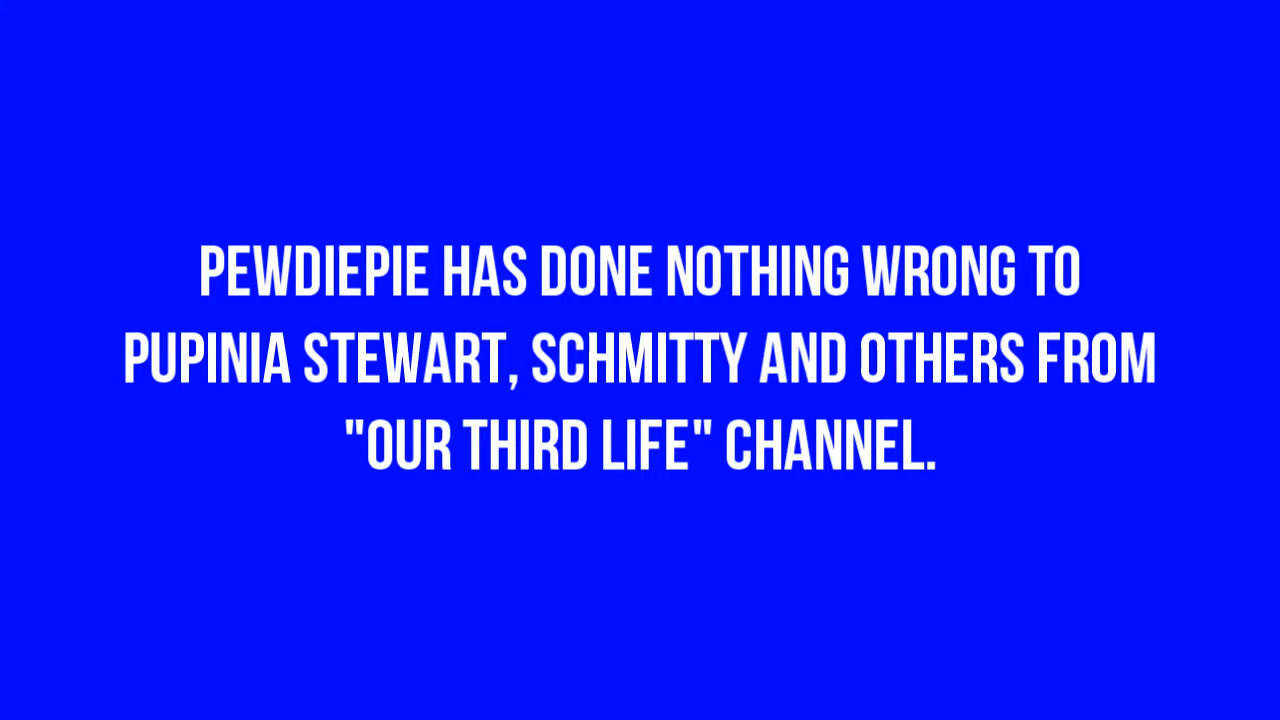 PEWDIEPIE HAS DONE NOTHING WRONG TO
PUPINIA STEWART, SCHMITTY AND OTHERS FROM
"OUR THIRD LIFE" CHANNEL.